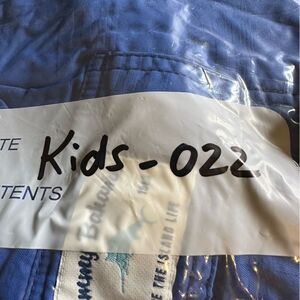 TE
Kids-022
TENTS
THE ISLAND LIFE